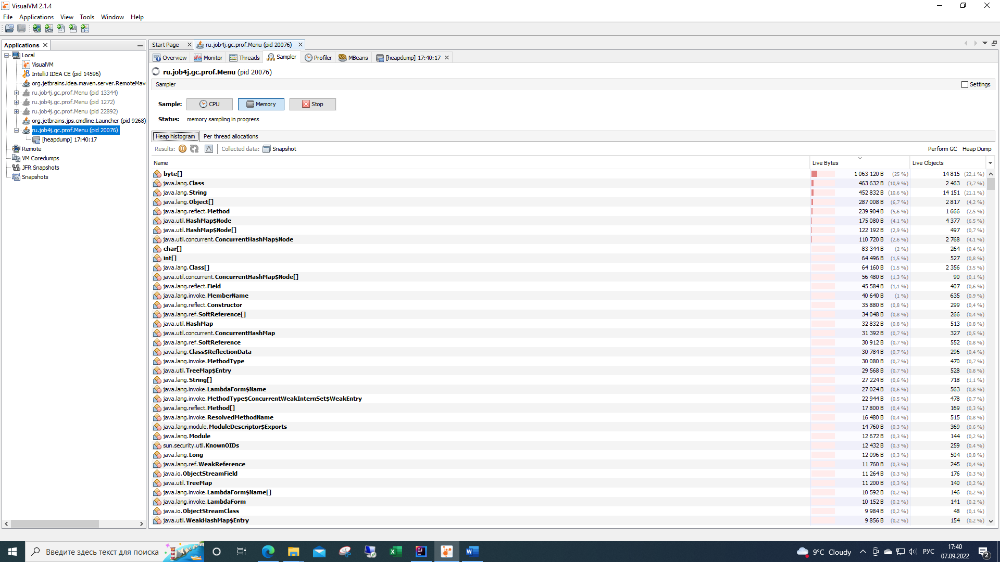 VisualVM 2.1.4
File Applications View Tools Window Help
Applications
Local
VisualVM
IntelliJ IDEA CE (pid 14596)
org.jetbrains.idea.maven.server.RemoteMav
ru.job4j.gc.prof.Menu (pid 13344)
ru.job4j.gc.prof.Menu (pid 1272)
ru.job4j.gc.prof.Menu (pid 22892)
org.jetbrains.jps.cmdline.Launcher (pid 9268)
ru.job4j.gc.prof.Menu (pid 20076)
[heapdump] 17:40:17
Remote
VM Coredumps
JFR Snapshots
Snapshots
Start Page ru.job4j.gc.prof.Menu (pid 20076)
Overview Monitor Threads Sampler Profiler MBeans [heapdump] 17:40:17
ru.job4j.gc.prof.Menu (pid 20076)
Sampler Settings
Sample: CPU Memory Stop
Status: memory sampling in progress
Heap histogram Per thread allocations
Results: Collected data: Snapshot Perform GC Heap Dump
Name Live Bytes Live Objects
byte[] 1 063 120 B (25 %) 14 815 (22,1 %)
java.lang.Class 463 632 B (10,9 %) 2 463 (3,7 %)
java.lang.String 452 832 B (10,6 %) 14 151 (21,1 %)
java.lang.Object[] 287 008 B (6,7 %) 2 817 (4,2 %)
java.lang.reflect.Method 239 904 B (5,6 %) 1 666 (2,5 %)
java.util.HashMap$Node 175 080 B (4,1 %) 4 377 (6,5 %)
java.util.HashMap$Node[] 122 192 B (2,9 %) 497 (0,7 %)
java.util.concurrent.ConcurrentHashMap$Node 110 720 B (2,6 %) 2 768 (4,1 %)
char[] 83 344 B (2 %) 264 (0,4 %)
int[] 64 496 B (1,5 %) 527 (0,8 %)
java.lang.Class[] 64 160 B (1,5 %) 2 356 (3,5 %)
java.util.concurrent.ConcurrentHashMap$Node[] 56 480 B (1,3 %) 90 (0,1 %)
java.lang.reflect.Field 45 584 B (1,1 %) 407 (0,6 %)
java.lang.invoke.MemberName 40 640 B (1 %) 635 (0,9 %)
java.lang.reflect.Constructor 35 880 B (0,8 %) 299 (0,4 %)
java.lang.ref.SoftReference[] 34 048 B (0,8 %) 266 (0,4 %)
java.util.HashMap 32 832 B (0,8 %) 513 (0,8 %)
java.util.concurrent.ConcurrentHashMap 31 392 B (0,7 %) 327 (0,5 %)
java.lang.ref.SoftReference 30 912 B (0,7 %) 552 (0,8 %)
java.lang.Class$ReflectionData 30 784 B (0,7 %) 296 (0,4 %)
java.lang.invoke.MethodType 30 080 B (0,7 %) 470 (0,7 %)
java.util.TreeMap$Entry 29 568 B (0,7 %) 528 (0,8 %)
java.lang.String[] 27 224 B (0,6 %) 718 (1,1 %)
java.lang.invoke.LambdaForm$Name 27 024 B (0,6 %) 563 (0,8 %)
java.lang.invoke.MethodType$ConcurrentWeakInternSet$WeakEntry 22 944 B (0,5 %) 478 (0,7 %)
java.lang.reflect.Method[] 17 800 B (0,4 %) 169 (0,3 %)
java.lang.invoke.ResolvedMethodName 16 480 B (0,4 %) 515 (0,8 %)
java.lang.module.ModuleDescriptor$Exports 14 760 B (0,3 %) 369 (0,6 %)
java.lang.Module 12 672 B (0,3 %) 144 (0,2 %)
sun.security.util.KnownOIDs 12 432 B (0,3 %) 259 (0,4 %)
java.lang.Long 12 096 B (0,3 %) 504 (0,8 %)
java.lang.ref.WeakReference 11 760 B (0,3 %) 245 (0,4 %)
java.io.ObjectStreamField 11 264 B (0,3 %) 176 (0,3 %)
java.util.TreeMap 11 200 B (0,3 %) 140 (0,2 %)
java.lang.invoke.LambdaForm$Name[] 10 592 B (0,2 %) 146 (0,2 %)
java.lang.invoke.LambdaForm 10 152 B (0,2 %) 141 (0,2 %)
java.io.ObjectStreamClass 9 984 B (0,2 %) 48 (0,1 %)
java.util.WeakHashMap$Entry 9 856 B (0,2 %) 154 (0,2 %)
Введите здесь текст для поиска
9°C Cloudy
РУС
17:40
07.09.2022
2